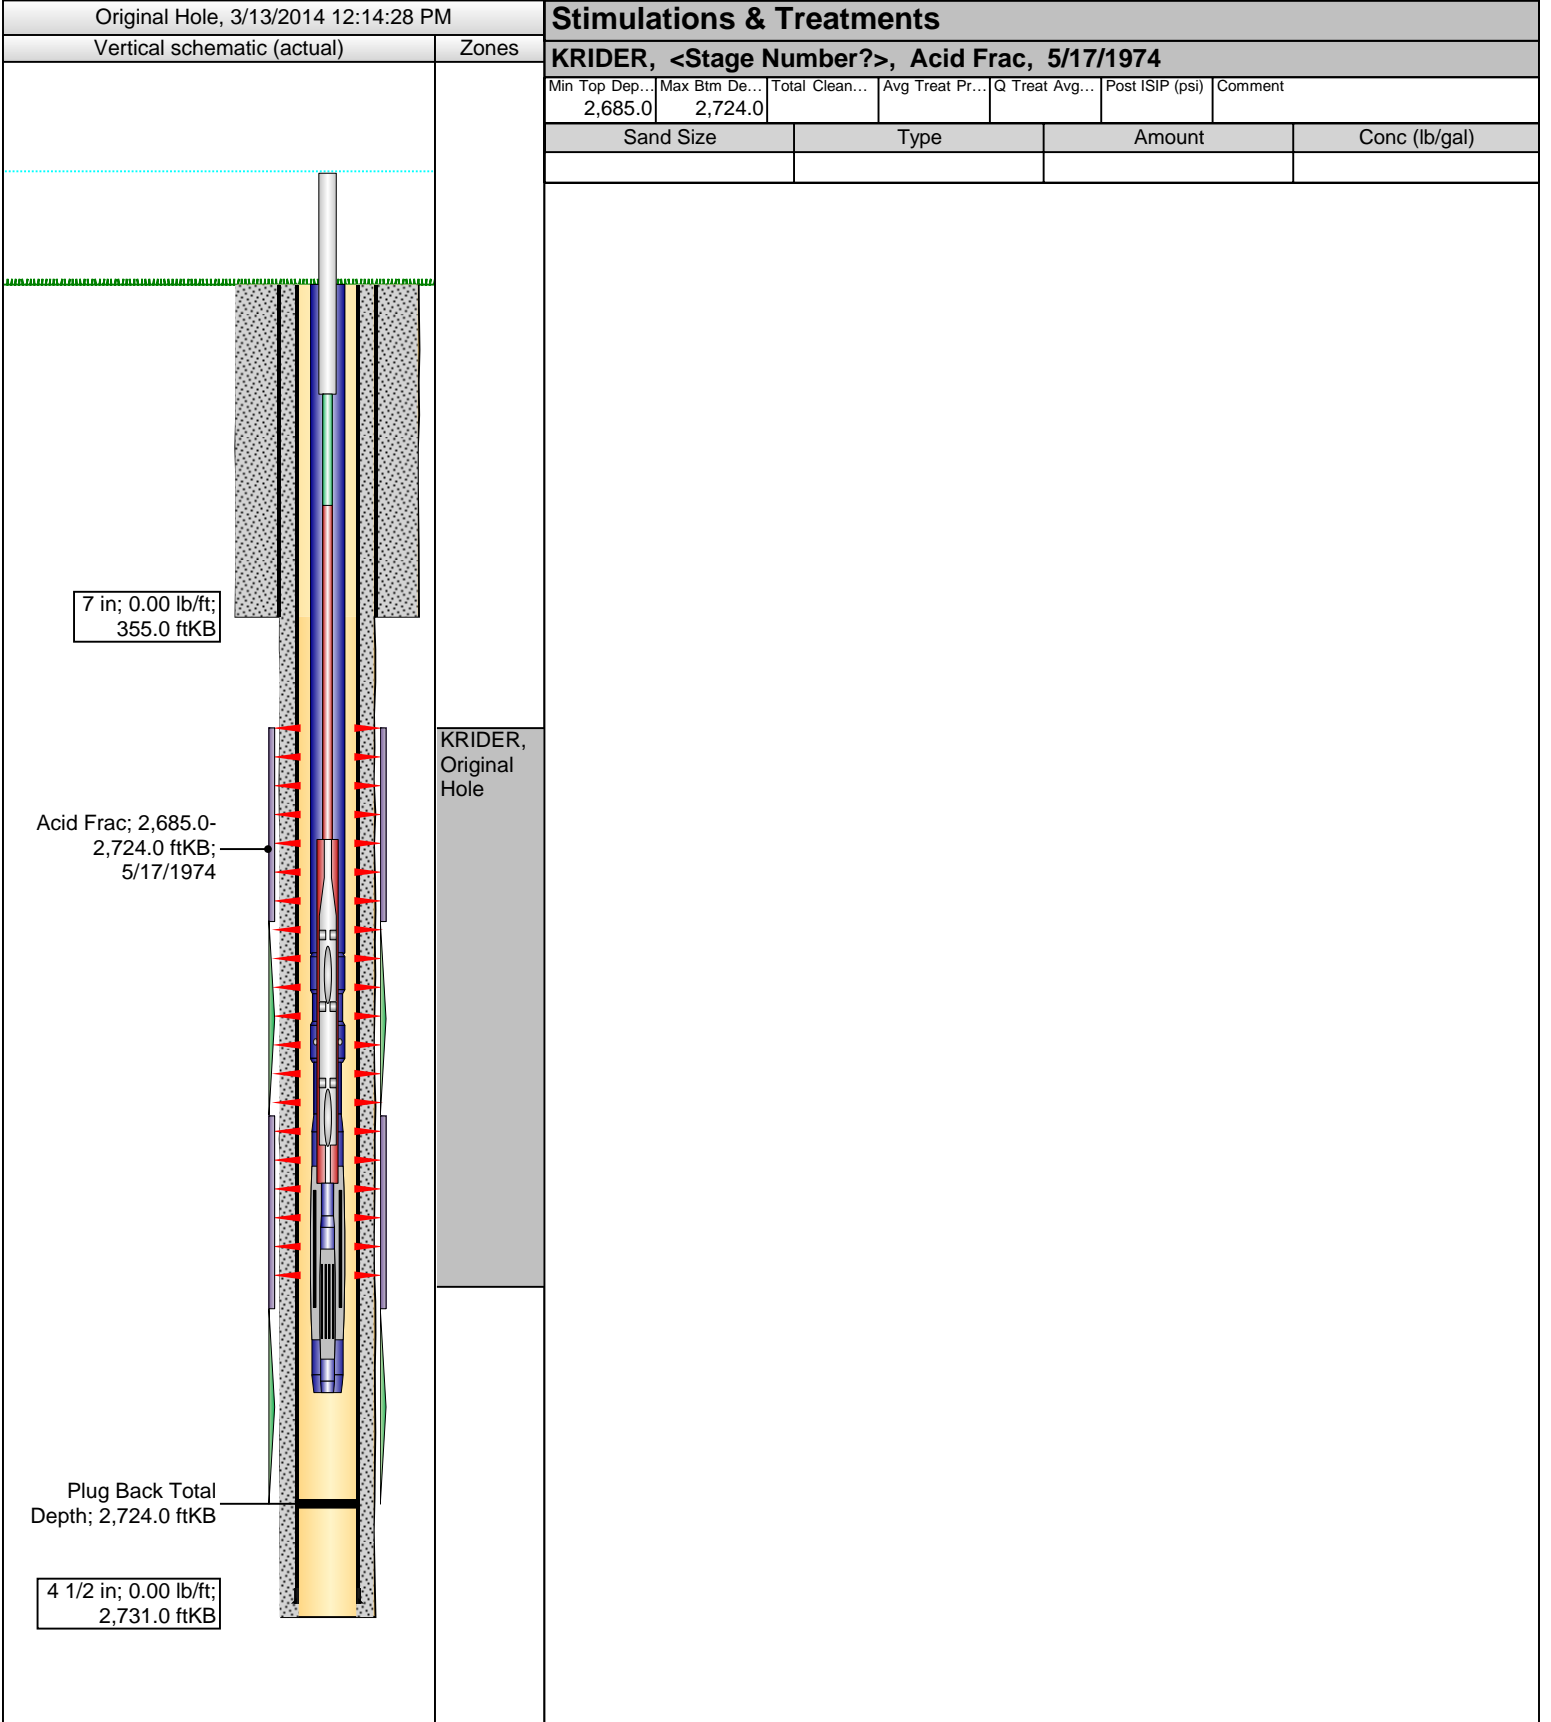 Original Hole, 3/13/2014 12:14:28 PM
Vertical schematic (actual)
Zones
7 in; 0.00 lb/ft;
355.0 ftKB
Acid Frac; 2,685.0-
2,724.0 ftKB;
5/17/1974
Plug Back Total
Depth; 2,724.0 ftKB
4 1/2 in; 0.00 lb/ft;
2,731.0 ftKB
KRIDER,
Original
Hole
Stimulations & Treatments
KRIDER, <Stage Number?>, Acid Frac, 5/17/1974
Min Top Dep... Max Btm De... Total Clean... Avg Treat Pr... Q Treat Avg... Post ISIP (psi) Comment
2,685.0 2,724.0
Sand Size Type Amount Conc (lb/gal)